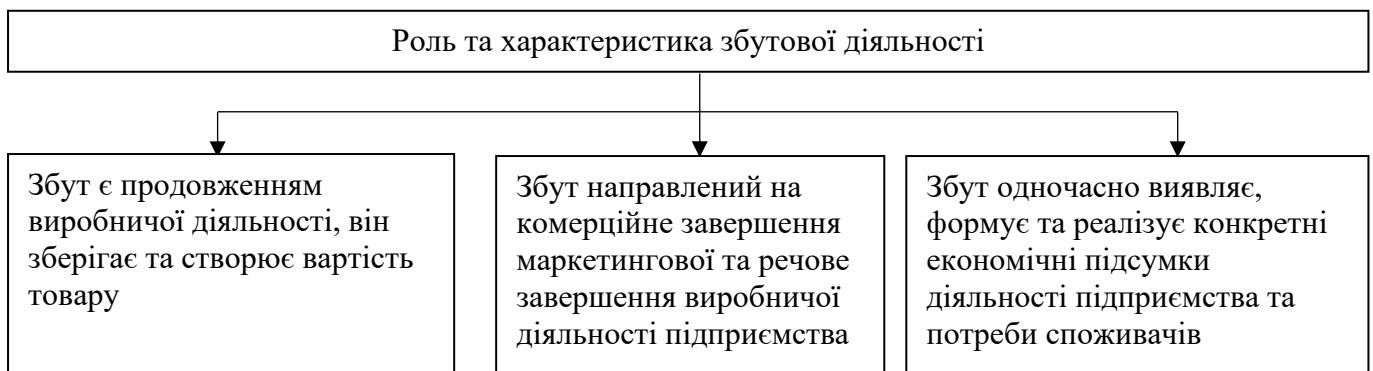 Роль та характеристика збутової діяльності
Збут є продовженням
виробничої діяльності, він
зберігає та створює вартість
товару
Збут направлений на
комерційне завершення
маркетингової та речове
завершення виробничої
діяльності підприємства
Збут одночасно виявляє,
формує та реалізує конкретні
економічні підсумки
діяльності підприємства та
потреби споживачів